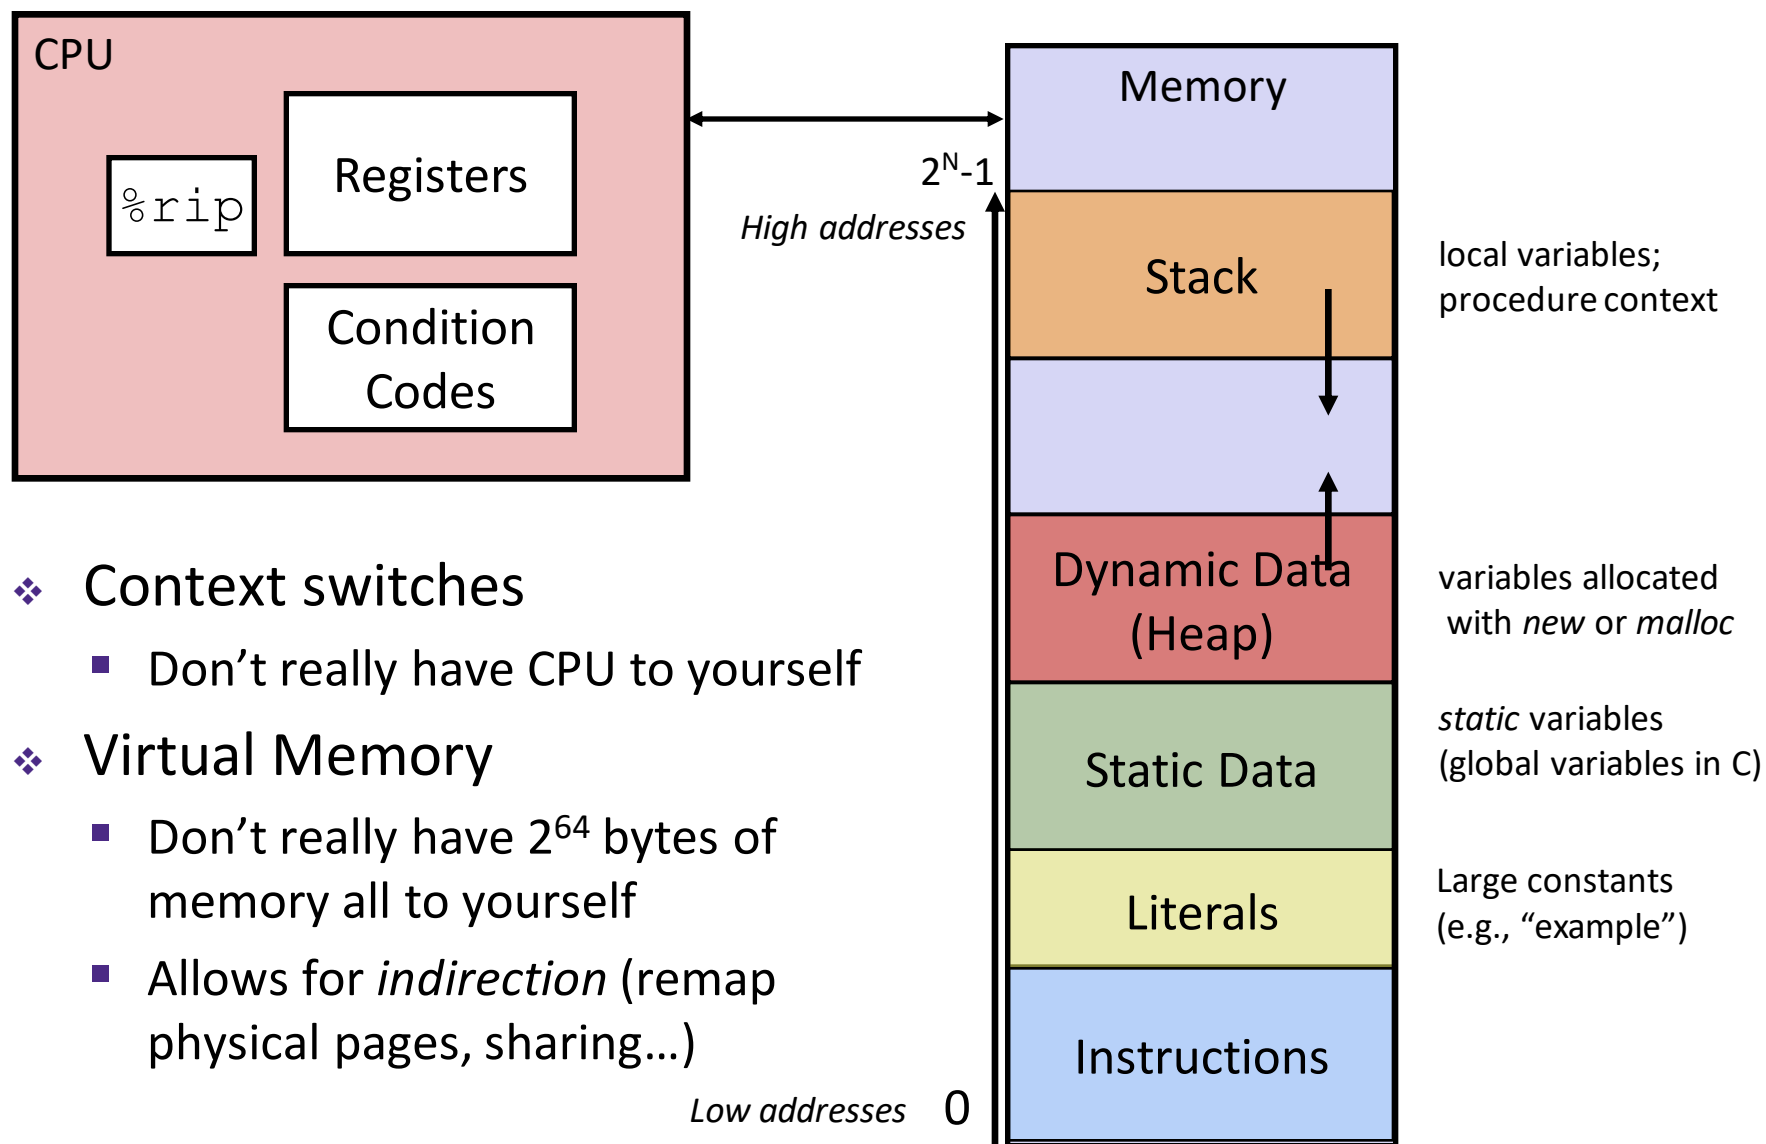 CPU
%rip
Registers
Condition
Codes
Memory
2ᴺ-1
High addresses
Stack
local variables;
procedure context
Dynamic Data
(Heap)
variables allocated
with new or malloc
Static Data
static variables
(global variables in C)
Literals
Large constants
(e.g., “example”)
Instructions
Low addresses 0
❖ Context switches
▪ Don’t really have CPU to yourself
❖ Virtual Memory
▪ Don’t really have 2⁶⁴ bytes of
memory all to yourself
▪ Allows for indirection (remap
physical pages, sharing…)